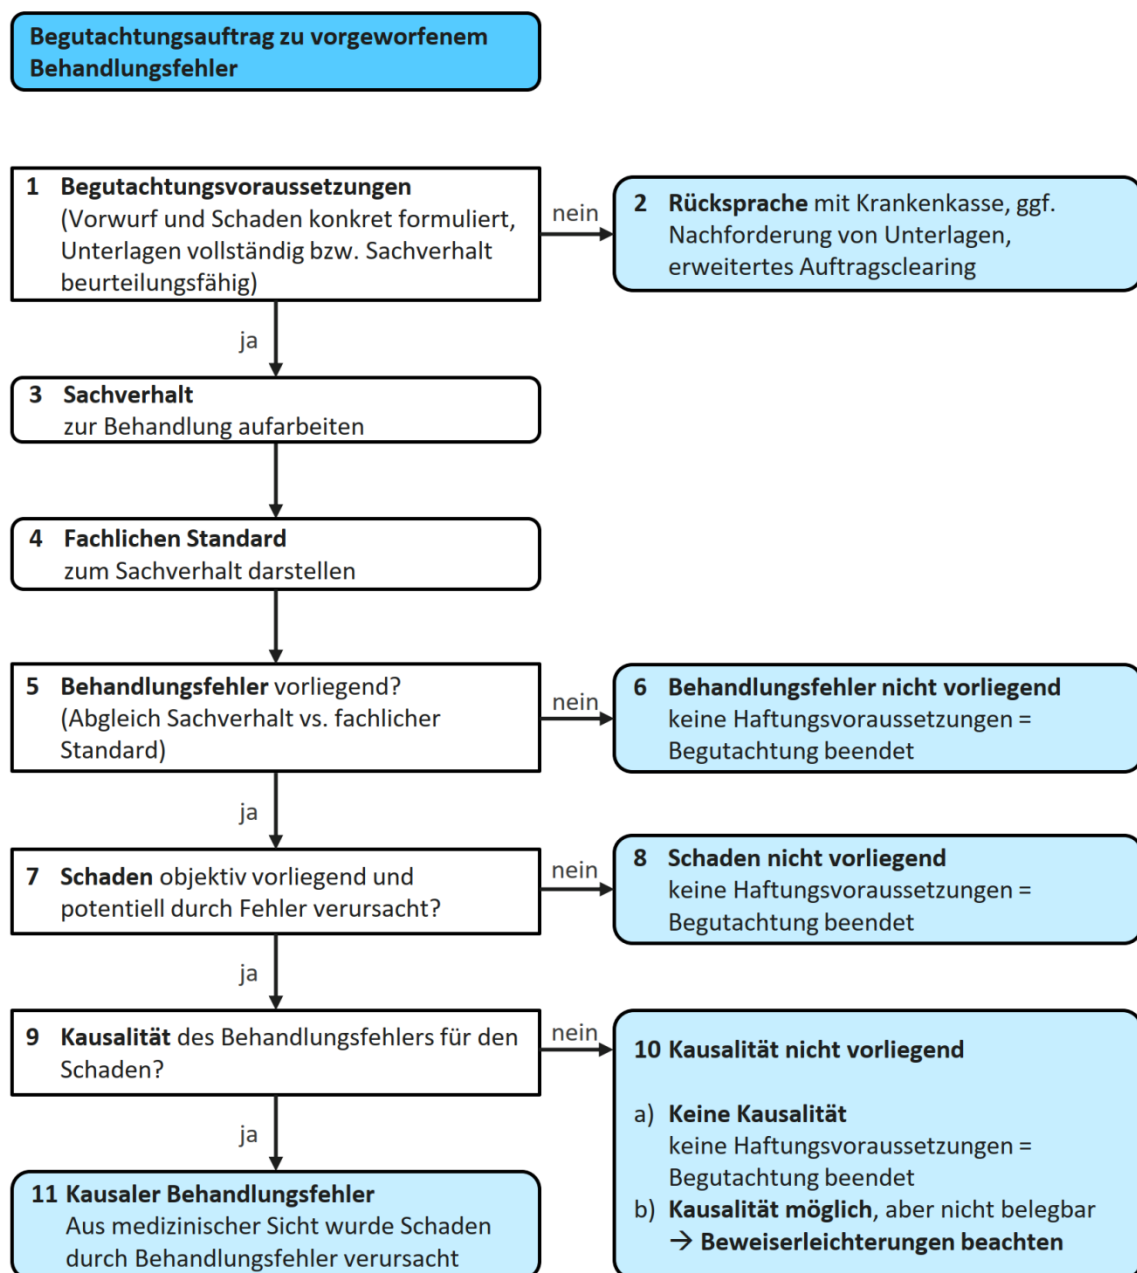 Begutachtungsauftrag zu vorgeworfenem
Behandlungsfehler
1 Begutachtungsvoraussetzungen
(Vorwurf und Schaden konkret formuliert,
Unterlagen vollständig bzw. Sachverhalt
beurteilungsfähig)
nein
2 Rücksprache mit Krankenkasse, ggf.
Nachforderung von Unterlagen,
erweitertes Auftragsclearing
ja
3 Sachverhalt
zur Behandlung aufarbeiten
4 Fachlichen Standard
zum Sachverhalt darstellen
5 Behandlungsfehler vorliegend?
(Abgleich Sachverhalt vs. fachlicher
Standard)
nein
6 Behandlungsfehler nicht vorliegend
keine Haftungsvoraussetzungen =
Begutachtung beendet
ja
7 Schaden objektiv vorliegend und
potentiell durch Fehler verursacht?
nein
8 Schaden nicht vorliegend
keine Haftungsvoraussetzungen =
Begutachtung beendet
ja
9 Kausalität des Behandlungsfehlers für den
Schaden?
nein
10 Kausalität nicht vorliegend
a) Keine Kausalität
keine Haftungsvoraussetzungen =
Begutachtung beendet
b) Kausalität möglich, aber nicht belegbar
→ Beweiserleichterungen beachten
ja
11 Kausaler Behandlungsfehler
Aus medizinischer Sicht wurde Schaden
durch Behandlungsfehler verursacht